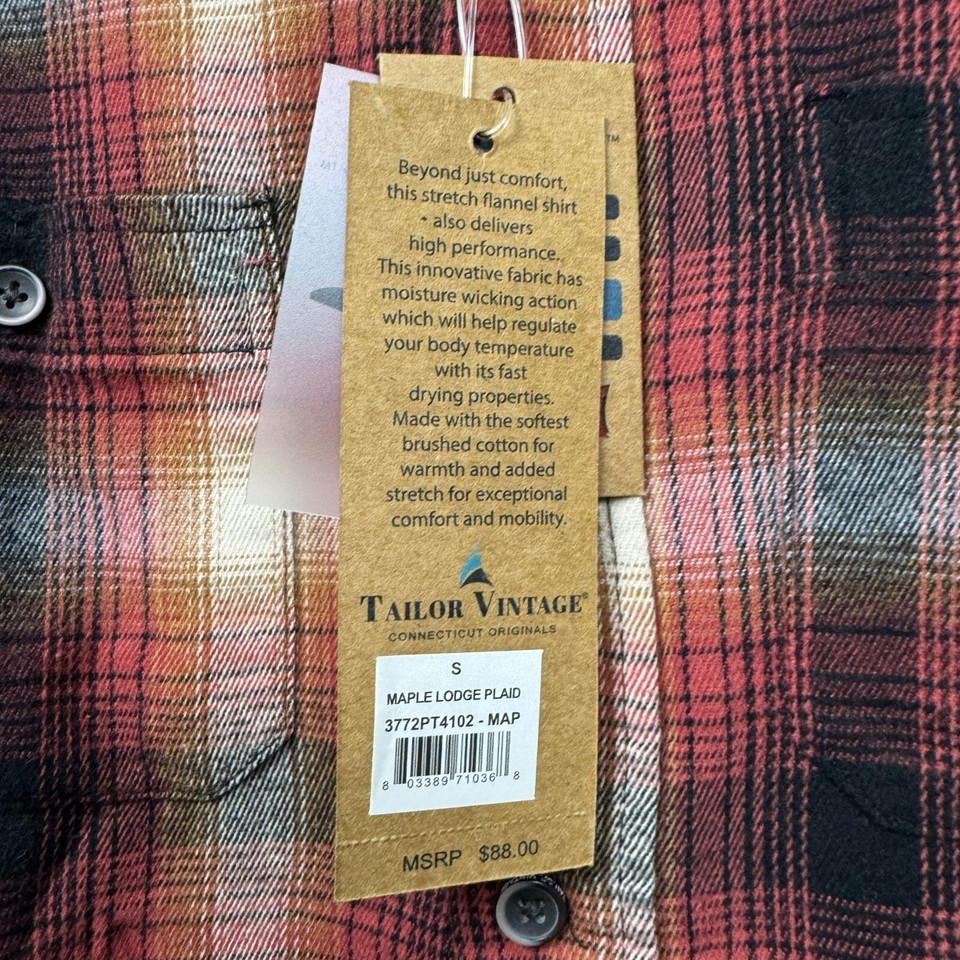 Beyond just comfort,
this stretch flannel shirt
also delivers
high performance.
This innovative fabric has
moisture wicking action
which will help regulate
your body temperature
with its fast
drying properties.
Made with the softest
brushed cotton for
warmth and added
stretch for exceptional
comfort and mobility.
TAILOR VINTAGE®
CONNECTICUT ORIGINALS
S
MAPLE LODGE PLAID
3772PT4102 - MAP
8 03389 71036 8
MSRP $88.00
TM